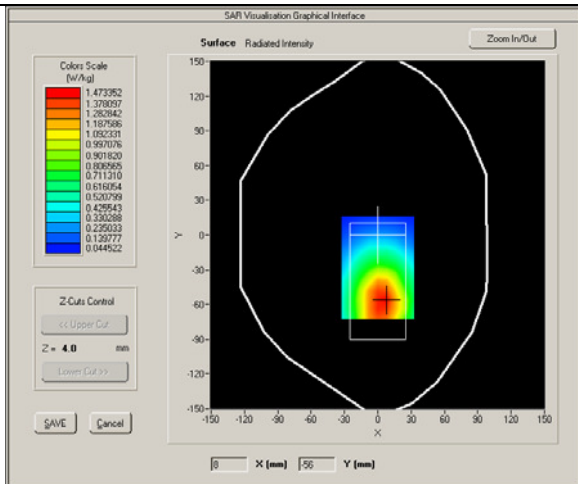 SAR Visualisation Graphical Interface
Surface Radiated Intensity
Zoom In/Out
Colors Scale
(W/kg)
1.473352
1.378097
1.282842
1.187586
1.092331
0.997076
0.901820
0.806565
0.711310
0.616054
0.520799
0.425543
0.330288
0.235033
0.139777
0.044522
Z-Cuts Control
<< Upper Cut
Z = 4.0 mm
Lower Cut >>
SAVE
Cancel
Y
150-
120-
90-
60-
30-
0-
-30-
-60-
-90-
-120-
-150-
-150 -120 -90 -60 -30 0 30 60 90 120 150
X
8 X (mm) -56 Y (mm)